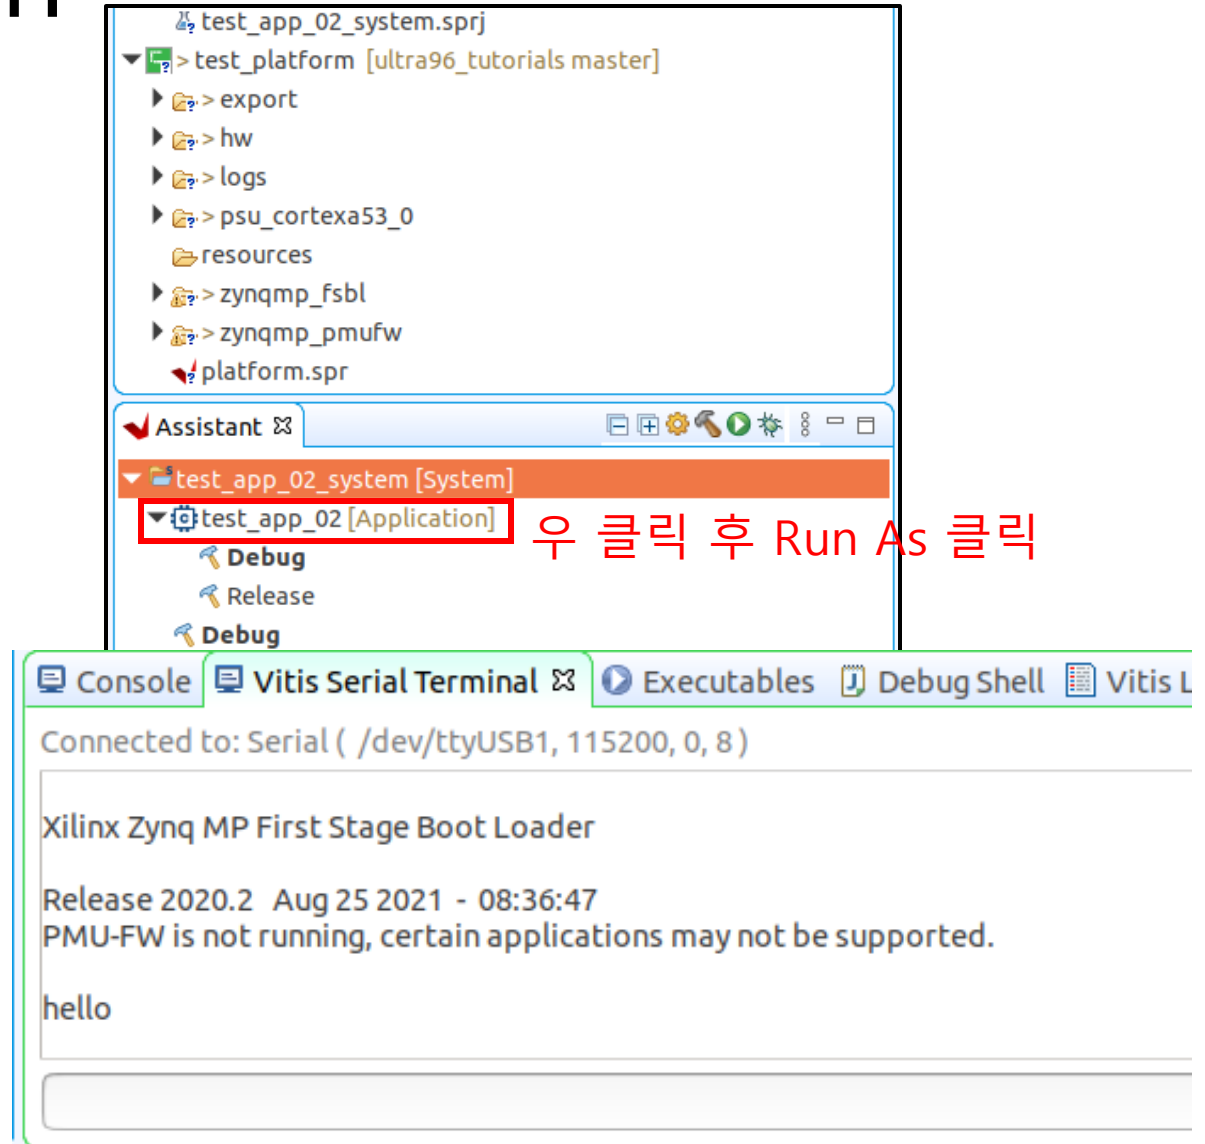 test_app_02_system.sprj
> test_platform [ultra96_tutorials master]
> export
> hw
> logs
> psu_cortexa53_0
resources
> zynqmp_fsbl
> zynqmp_pmufw
platform.spr
Assistant
test_app_02_system [System]
test_app_02 [Application] 우 클릭 후 Run As 클릭
Debug
Release
Debug
Console Vitis Serial Terminal Executables Debug Shell Vitis L
Connected to: Serial ( /dev/ttyUSB1, 115200, 0, 8 )
Xilinx Zynq MP First Stage Boot Loader
Release 2020.2 Aug 25 2021 - 08:36:47
PMU-FW is not running, certain applications may not be supported.
hello